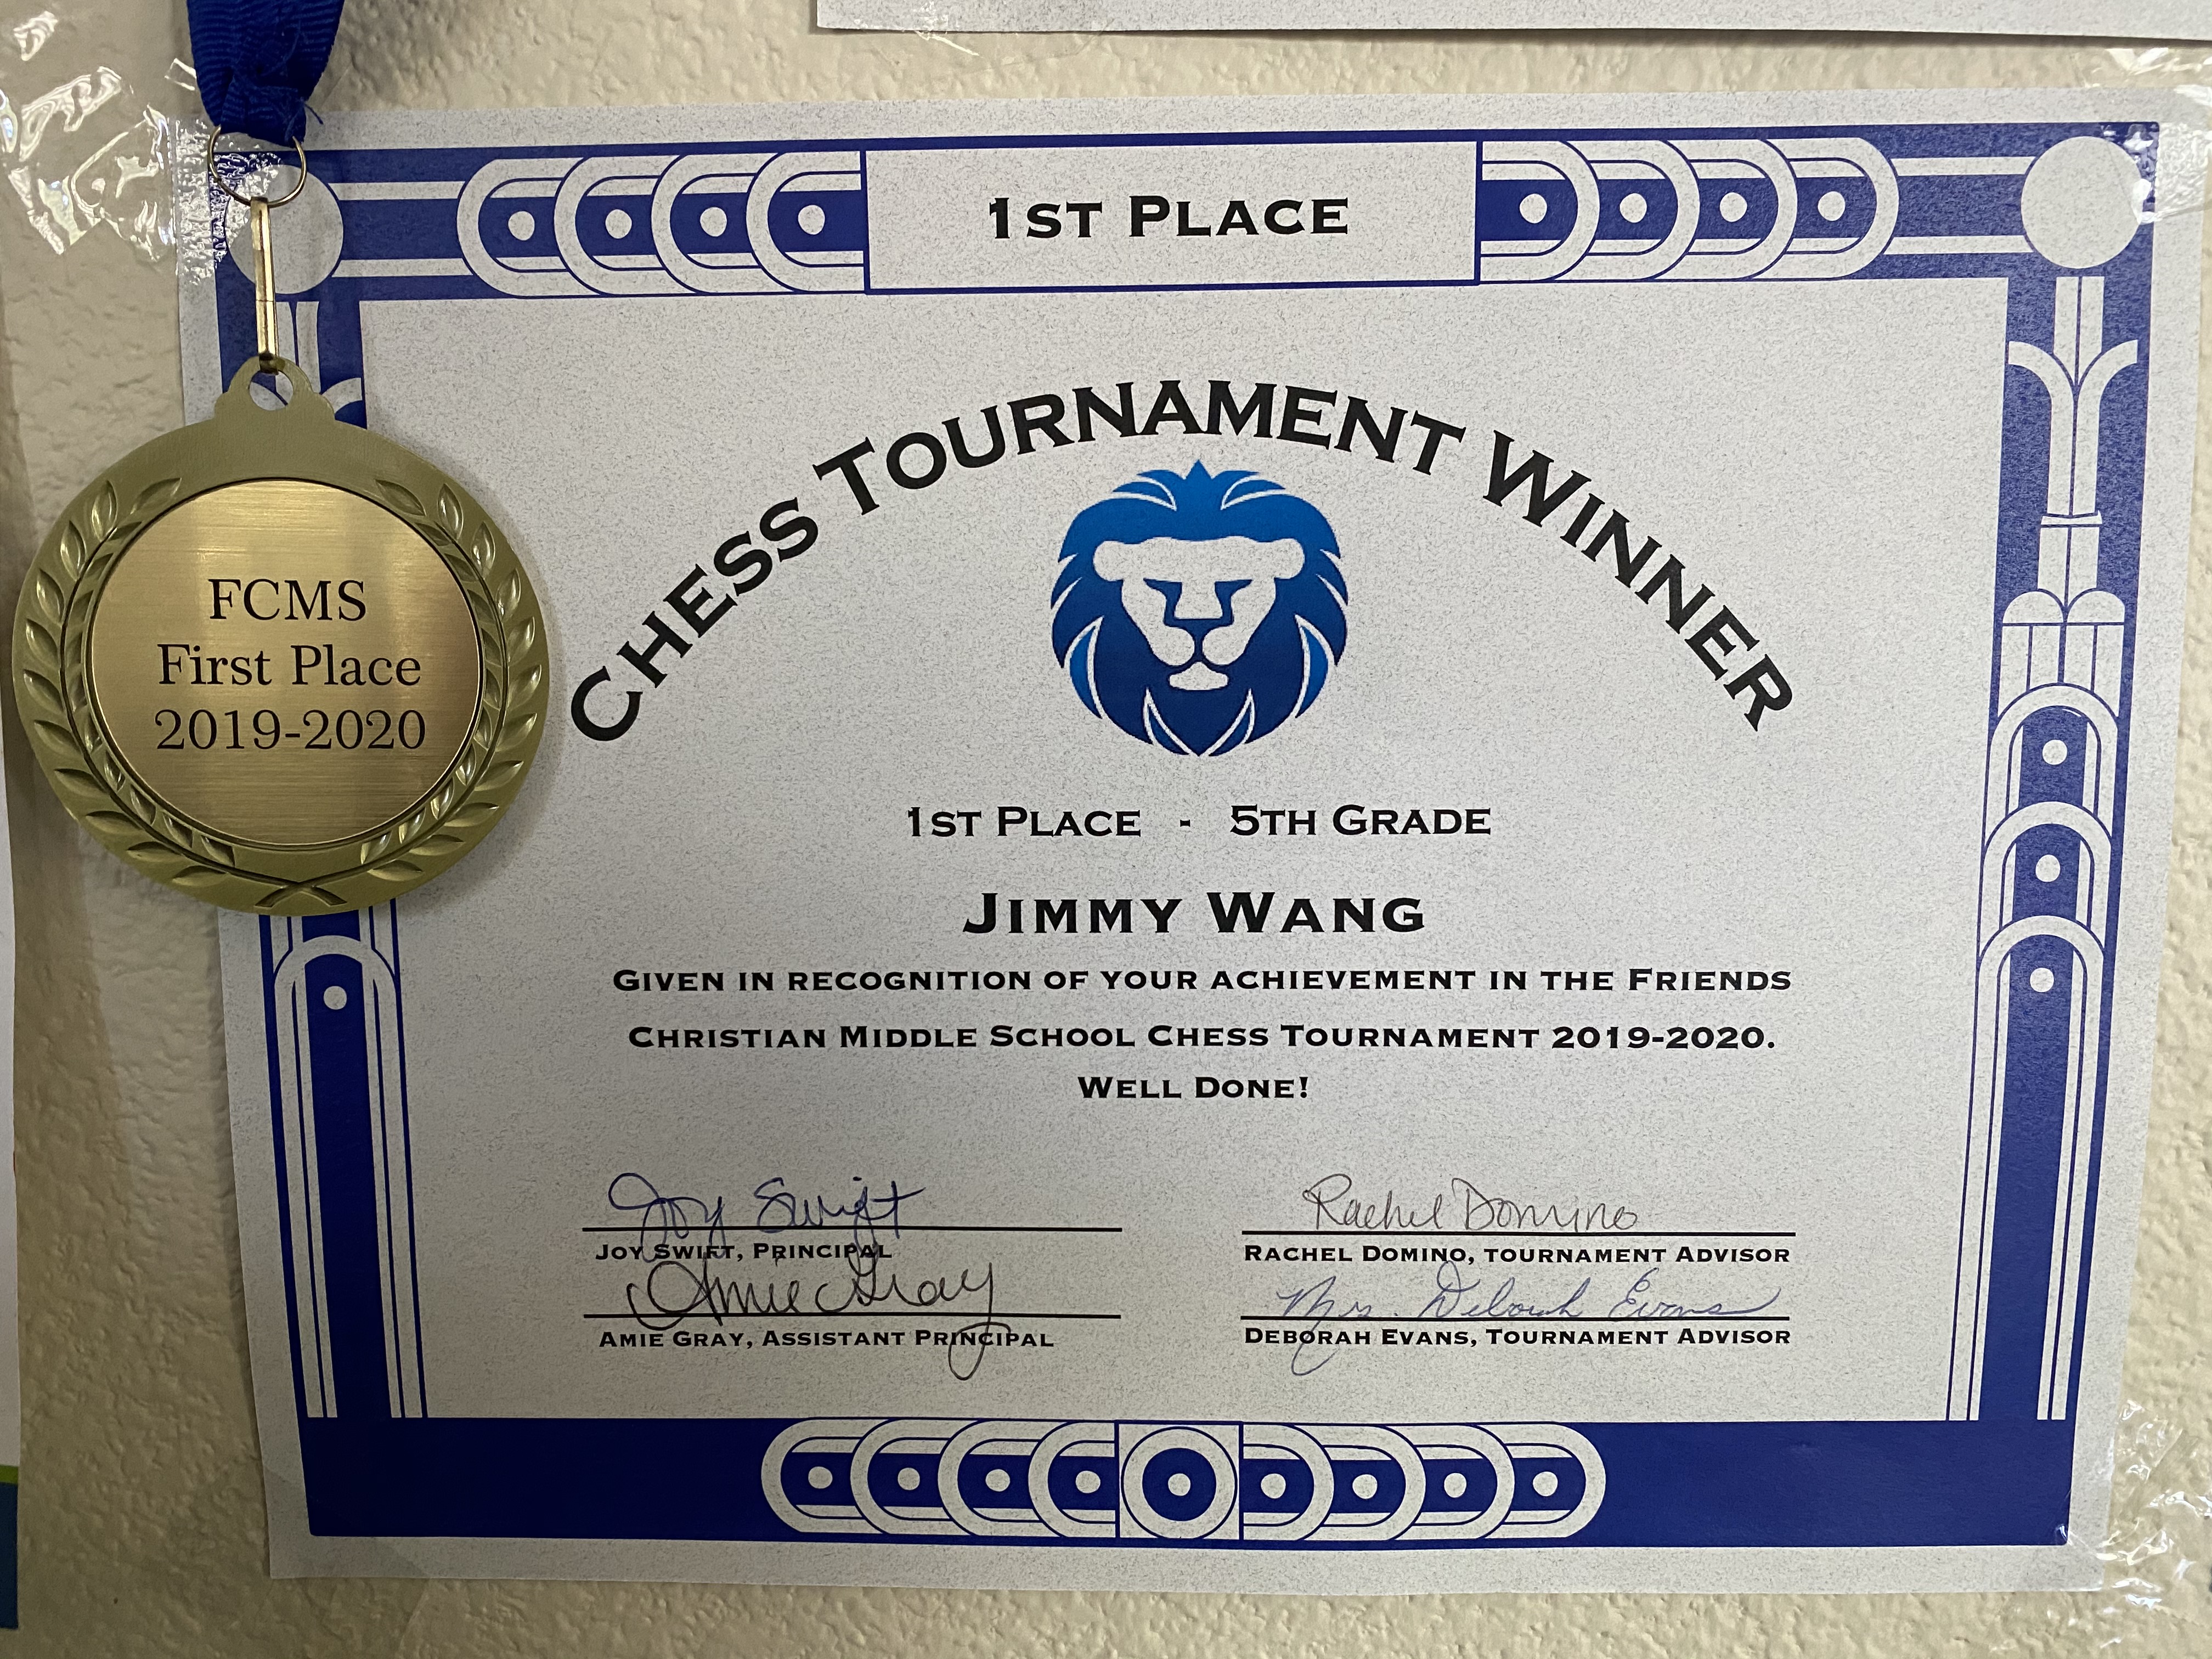 1ST PLACE
CHESS TOURNAMENT WINNER
FCMS
First Place
2019-2020
1ST PLACE - 5TH GRADE
JIMMY WANG
GIVEN IN RECOGNITION OF YOUR ACHIEVEMENT IN THE FRIENDS
CHRISTIAN MIDDLE SCHOOL CHESS TOURNAMENT 2019-2020.
WELL DONE!
Joy Swift
JOY SWIFT, PRINCIPAL
Rachel Domino
RACHEL DOMINO, TOURNAMENT ADVISOR
Amie Gray
AMIE GRAY, ASSISTANT PRINCIPAL
Mrs. Deborah Evans
DEBORAH EVANS, TOURNAMENT ADVISOR